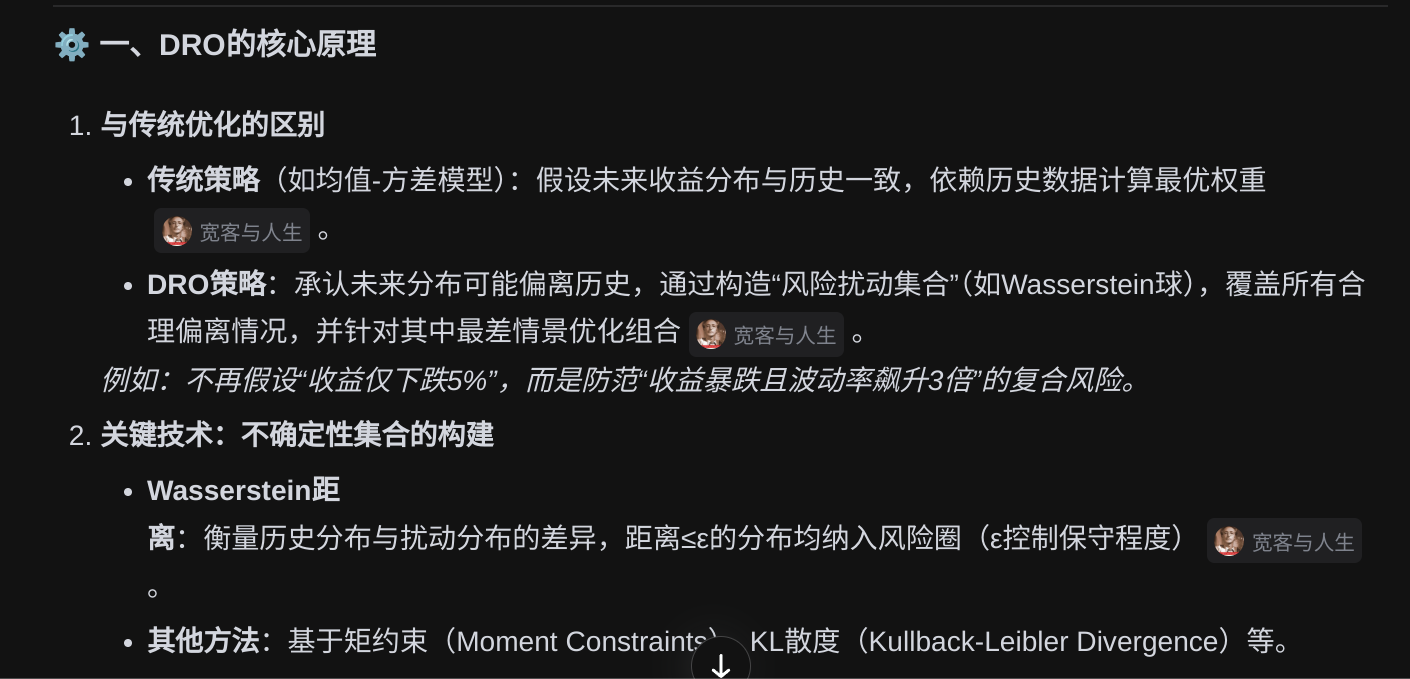 ⚙️ 一、DRO的核心原理
1. 与传统优化的区别
• 传统策略（如均值-方差模型）：假设未来收益分布与历史一致，依赖历史数据计算最优权重
宽客与人生 。
• DRO策略：承认未来分布可能偏离历史，通过构造“风险扰动集合”（如Wasserstein球），覆盖所有合
理偏离情况，并针对其中最差情景优化组合 宽客与人生 。
例如：不再假设“收益仅下跌5%”，而是防范“收益暴跌且波动率飙升3倍”的复合风险。
2. 关键技术：不确定性集合的构建
• Wasserstein距
离：衡量历史分布与扰动分布的差异，距离≤ε的分布均纳入风险圈（ε控制保守程度） 宽客与人生
。
• 其他方法：基于矩约束（Moment Constraints）、KL散度（Kullback-Leibler Divergence）等。